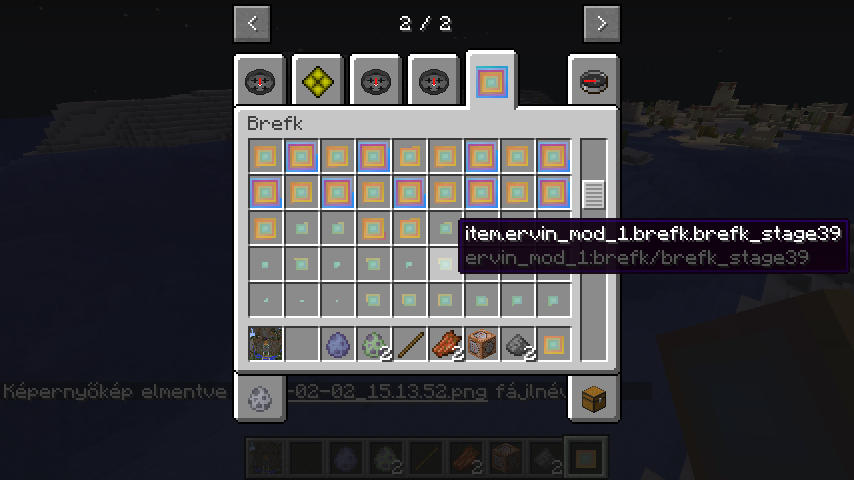 2 / 2
Brefk
item.ervin_mod_1.brefk.brefk_stage39
ervin_mod_1:brefk/brefk_stage39
2
2
2
Képernyőkép elmentve -02-02_15.13.52.png fájlnév
2
2
2